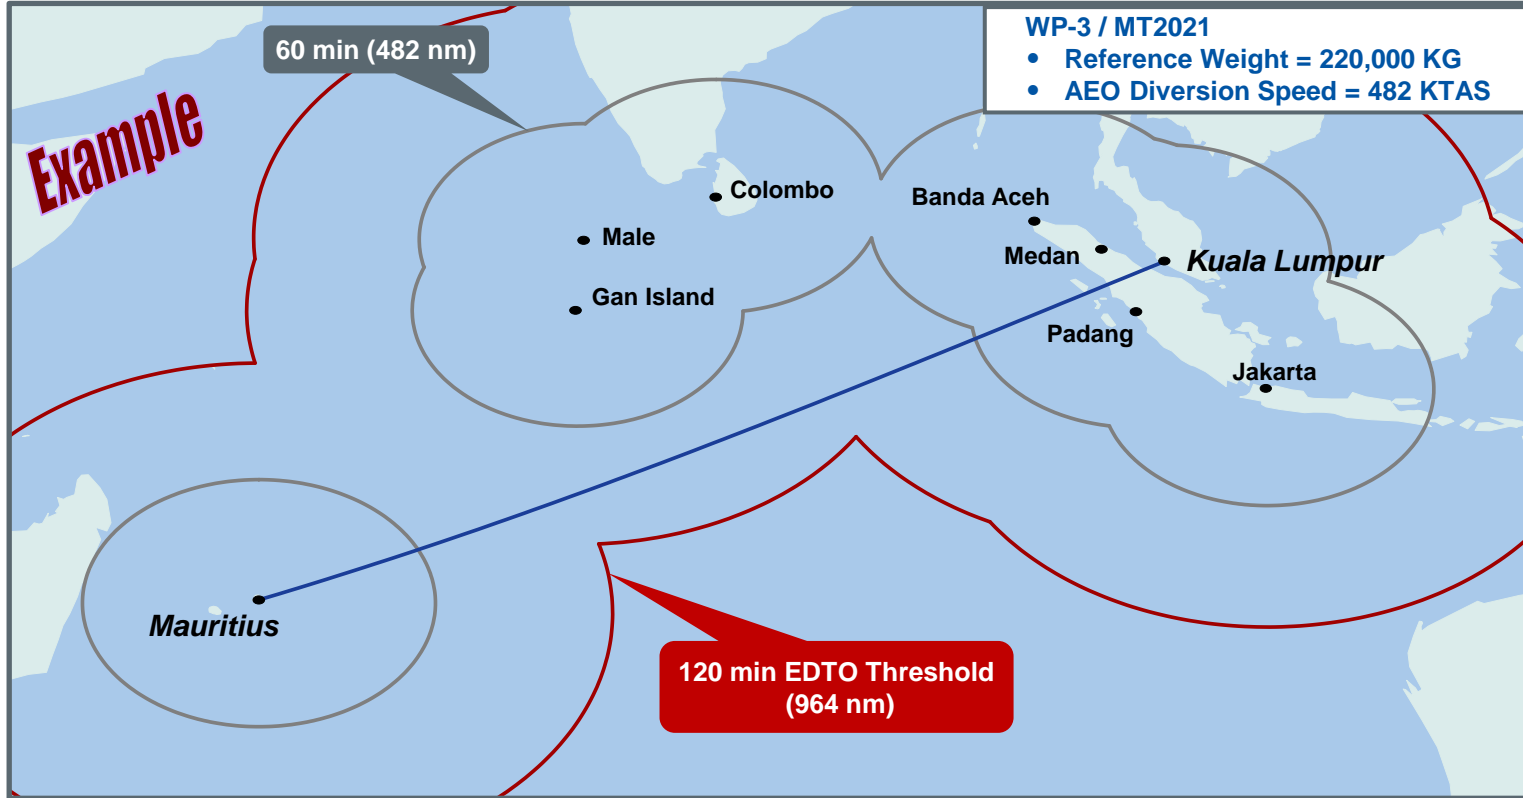 60 min (482 nm)
WP-3 / MT2021
• Reference Weight = 220,000 KG
• AEO Diversion Speed = 482 KTAS
Example
Colombo
Banda Aceh
Male
Medan
Kuala Lumpur
Gan Island
Padang
Jakarta
Mauritius
120 min EDTO Threshold
(964 nm)